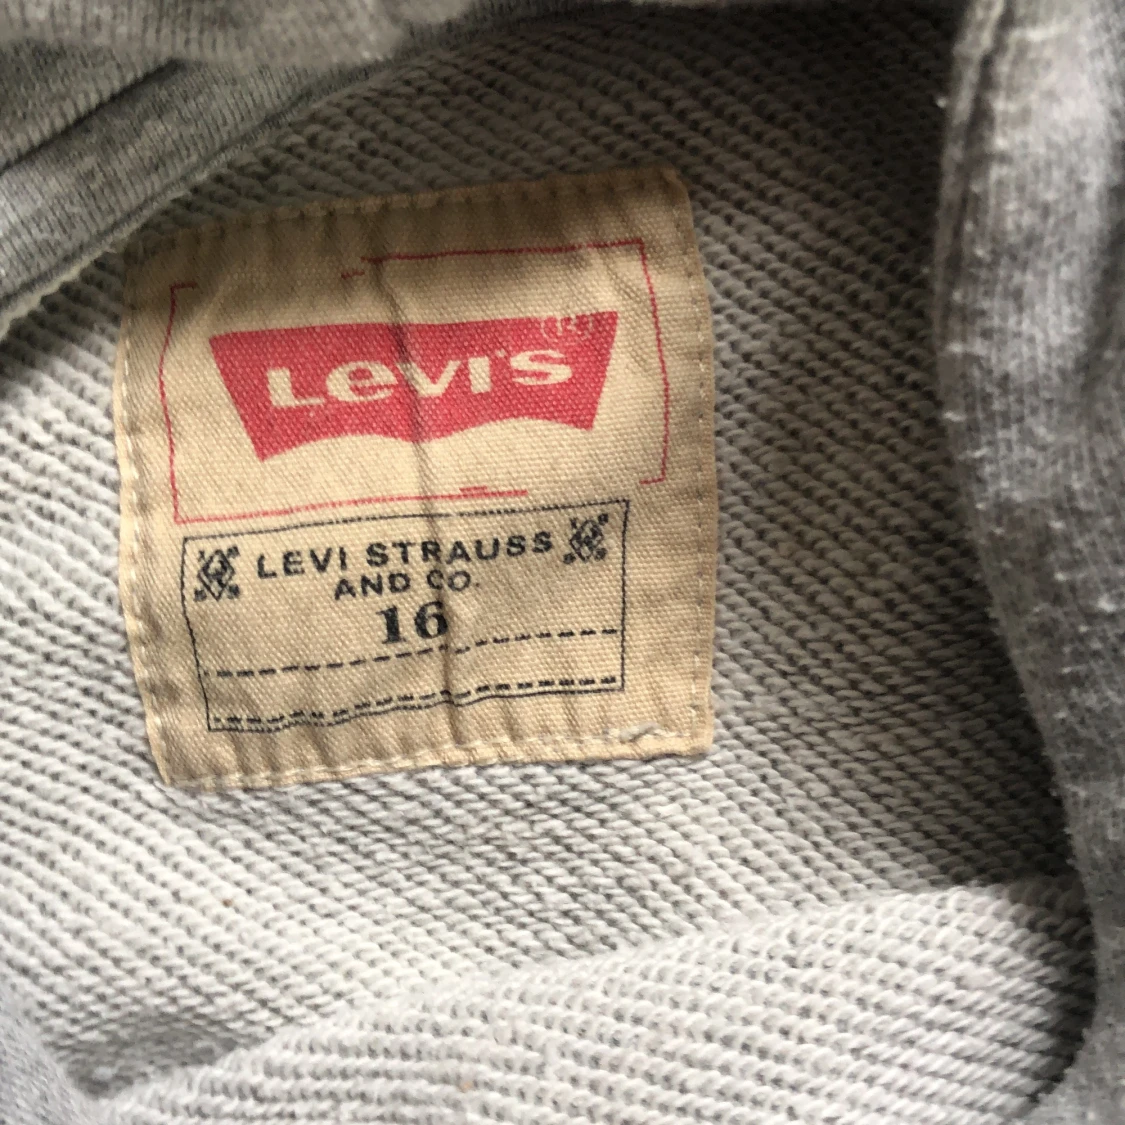 Levi's ®
LEVI STRAUSS
AND CO.
16